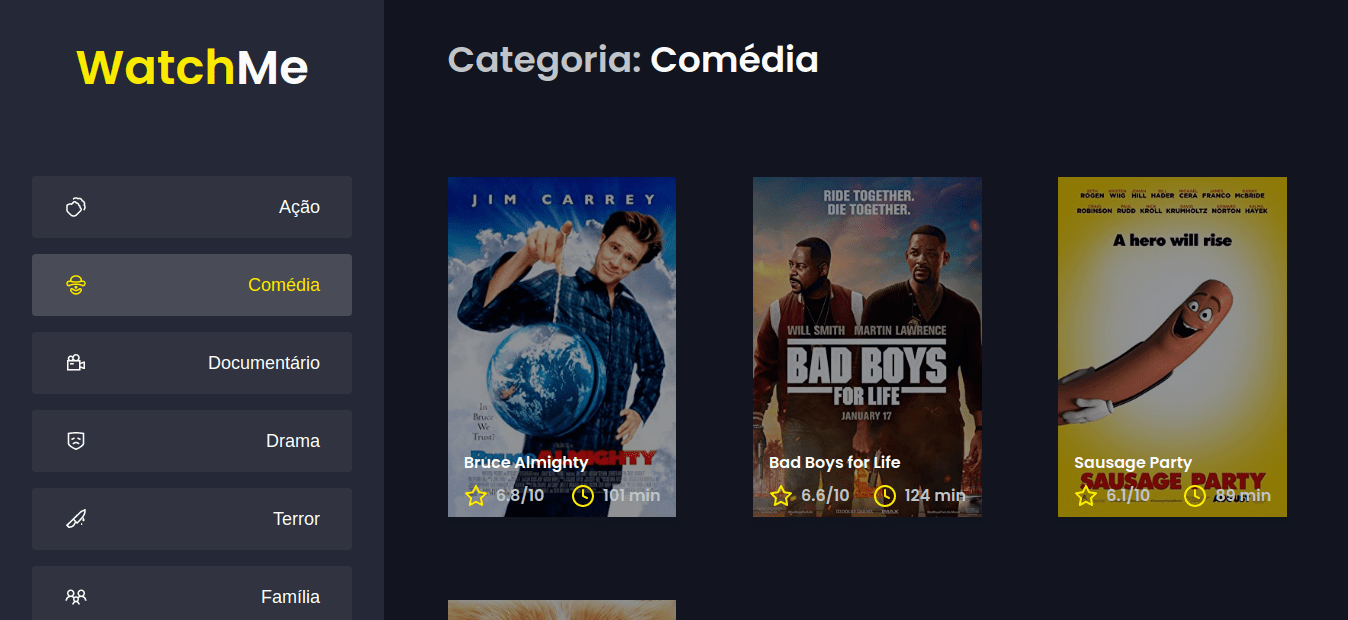 WatchMe
Ação
Comédia
Documentário
Drama
Terror
Família
Categoria: Comédia
JIM CARREY
In
Bruce
We
Trust?
Bruce Almighty
6.8/10 101 min
RIDE TOGETHER.
DIE TOGETHER.
WILL SMITH MARTIN LAWRENCE
BAD BOYS
FOR LIFE
JANUARY 17
Bad Boys for Life
6.6/10 124 min
ROGEN WIIG HILL HADER CERA FRANCO McBRIDE
ROBINSON RUDD KROLL KRUMHOLTZ NORTON HAYEK
A hero will rise
Sausage Party
SAUSAGE PARTY
6.1/10 89 min